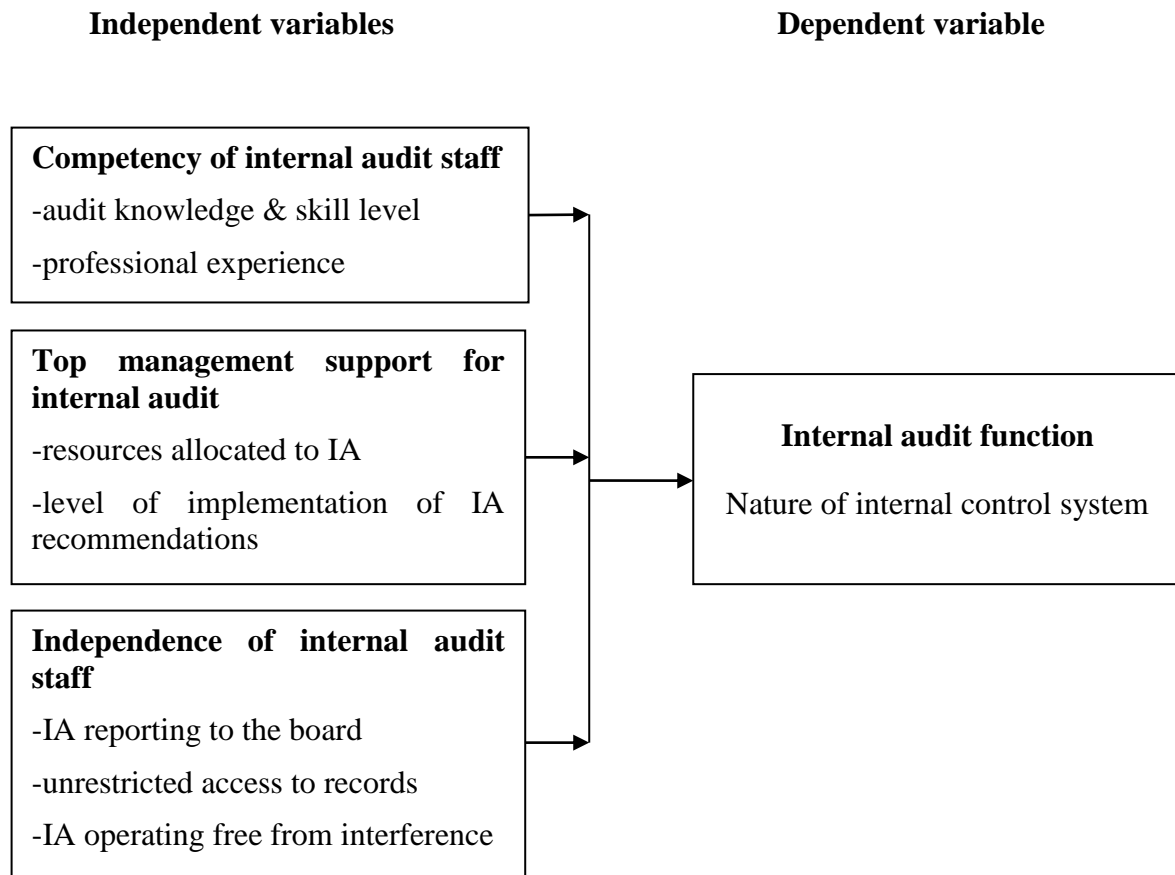 Independent variables
Dependent variable
Competency of internal audit staff
-audit knowledge & skill level
-professional experience
Top management support for
internal audit
-resources allocated to IA
-level of implementation of IA
recommendations
Independence of internal audit
staff
-IA reporting to the board
-unrestricted access to records
-IA operating free from interference
Internal audit function
Nature of internal control system